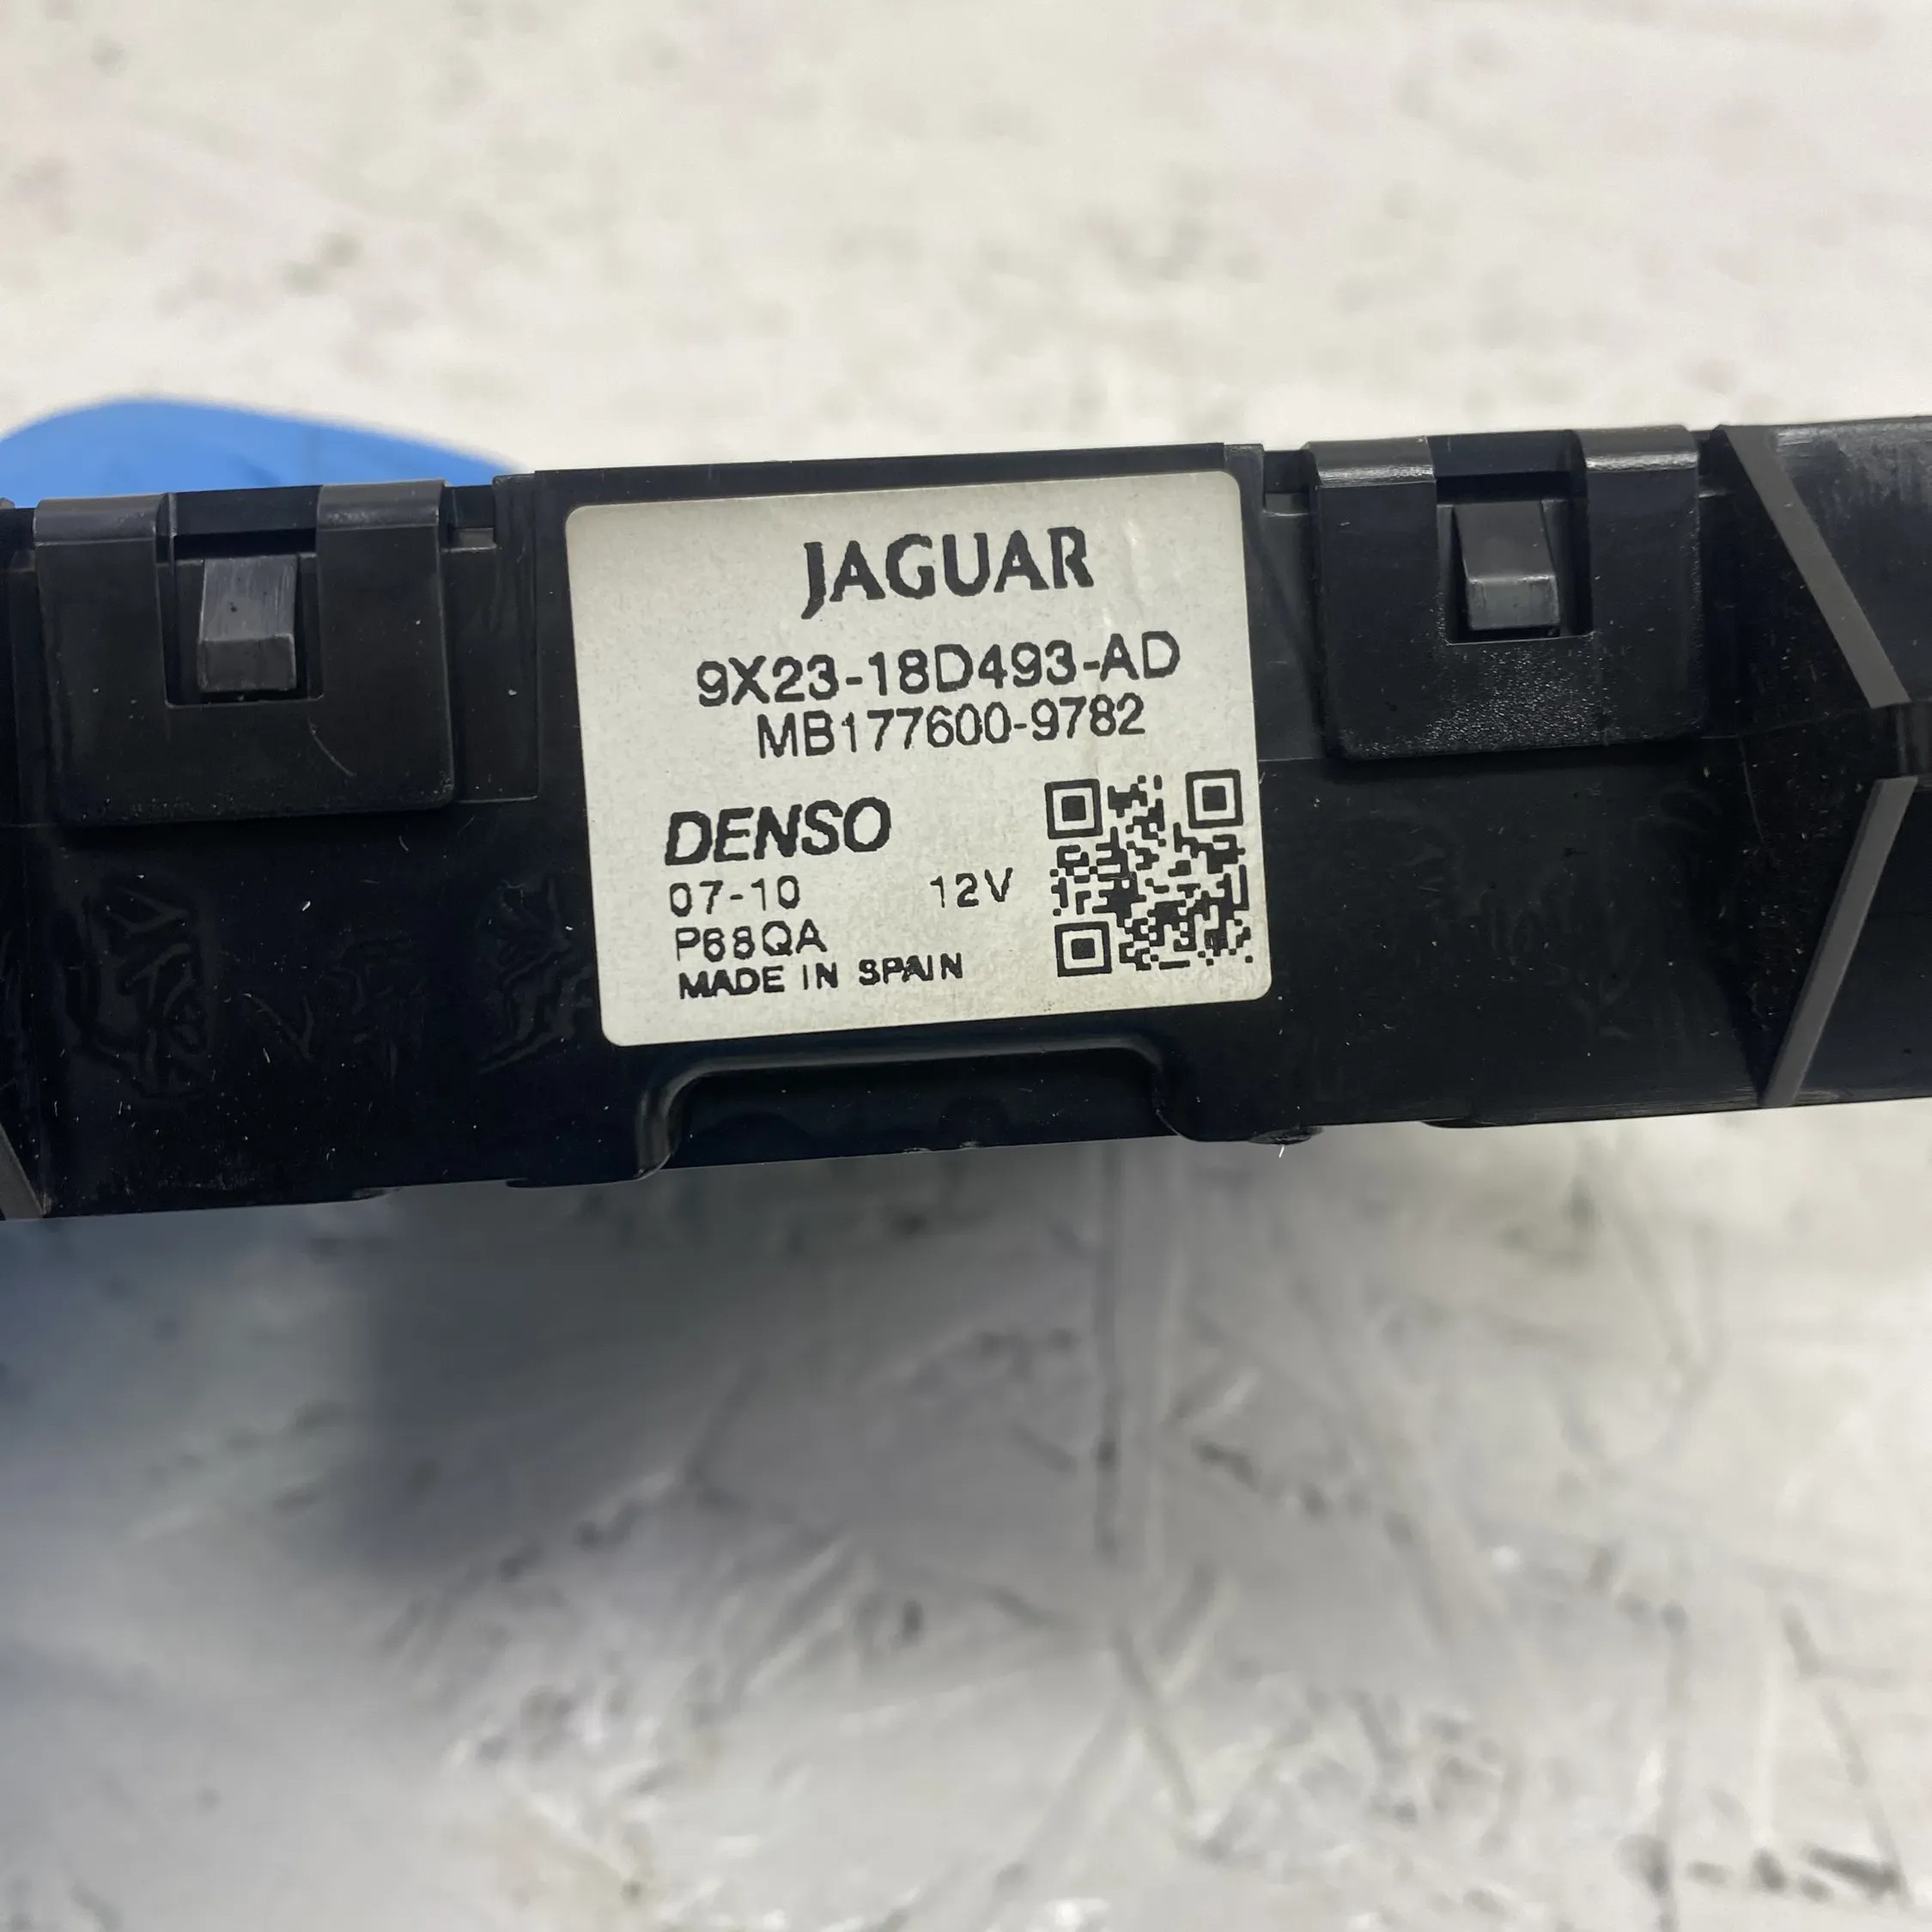 JAGUAR
9X23-18D493-AD
MB177600-9782
DENSO
07-10 12V
P68QA
MADE IN SPAIN